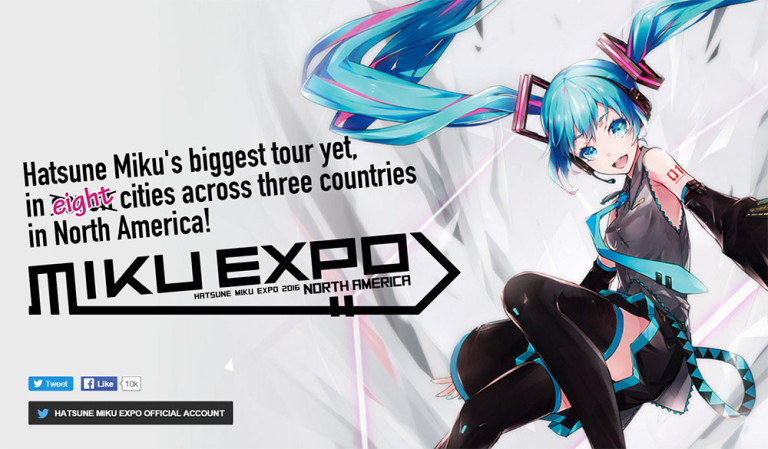 Hatsune Miku's biggest tour yet,
in eight cities across three countries
in North America!
MIKU EXPO
HATSUNE MIKU EXPO 2016 NORTH AMERICA
Tweet Like 10k
HATSUNE MIKU EXPO OFFICIAL ACCOUNT
01